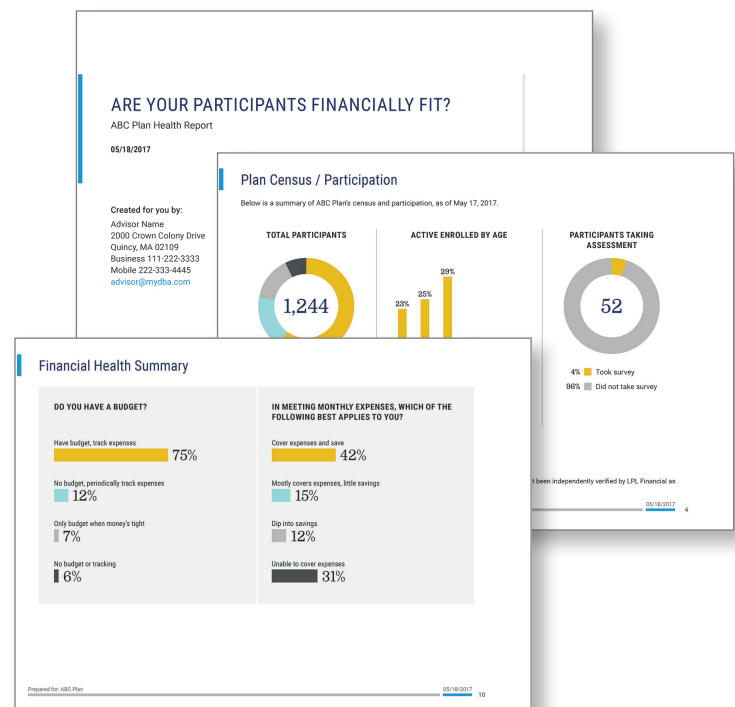 ARE YOUR PARTICIPANTS FINANCIALLY FIT?
ABC Plan Health Report
05/18/2017
Created for you by:
Advisor Name
2000 Crown Colony Drive
Quincy, MA 02109
Business 111-222-3333
Mobile 222-333-4445
advisor@mydba.com
Plan Census / Participation
Below is a summary of ABC Plan's census and participation, as of May 17, 2017.
TOTAL PARTICIPANTS
1,244
ACTIVE ENROLLED BY AGE
23%
25%
29%
PARTICIPANTS TAKING
ASSESSMENT
52
4% Took survey
96% Did not take survey
t been independently verified by LPL Financial as
05/18/2017
4
Financial Health Summary
DO YOU HAVE A BUDGET?
Have budget, track expenses
75%
No budget, periodically track expenses
12%
Only budget when money's tight
7%
No budget or tracking
6%
IN MEETING MONTHLY EXPENSES, WHICH OF THE
FOLLOWING BEST APPLIES TO YOU?
Cover expenses and save
42%
Mostly covers expenses, little savings
15%
Dip into savings
12%
Unable to cover expenses
31%
Prepared for: ABC Plan
05/18/2017
10